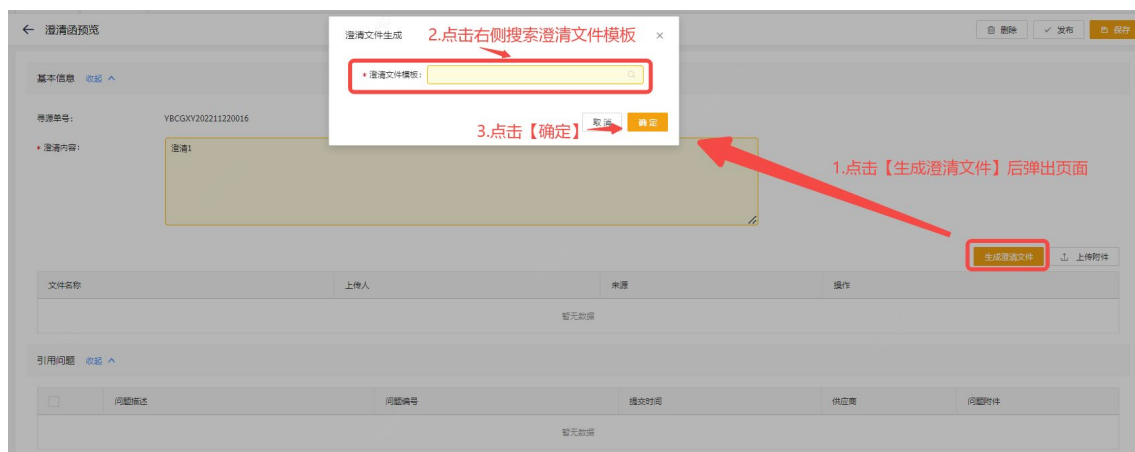 澄清函预览
删除
发布
保存
澄清文件生成
2.点击右侧搜索澄清文件模板
* 澄清文件模板:
取消
确定
3.点击【确定】
基本信息 收起
寻源单号: YBCGXY202211220016
* 澄清内容: 澄清1
1.点击【生成澄清文件】后弹出页面
生成澄清文件 上传附件
文件名称 上传人 来源 操作
暂无数据
引用问题 收起
问题描述 问题编号 提交时间 供应商 问题附件
暂无数据